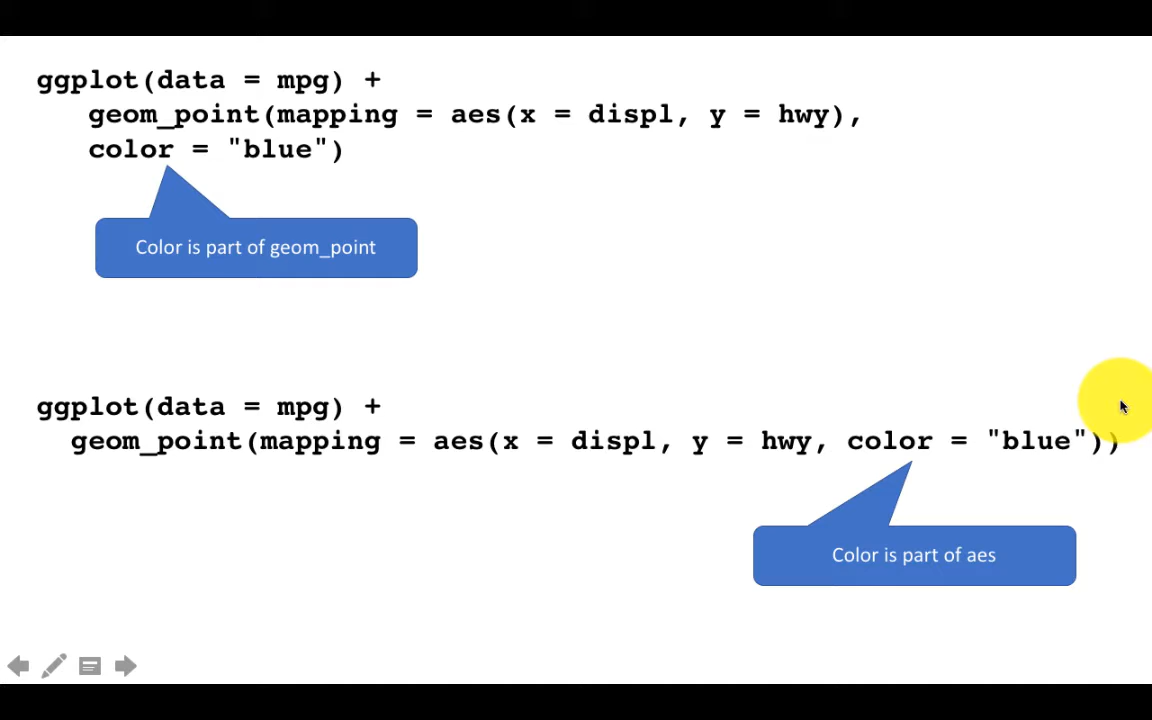 ggplot(data = mpg) +
geom_point(mapping = aes(x = displ, y = hwy),
color = "blue")
Color is part of geom_point
ggplot(data = mpg) +
geom_point(mapping = aes(x = displ, y = hwy, color = "blue"))
Color is part of aes